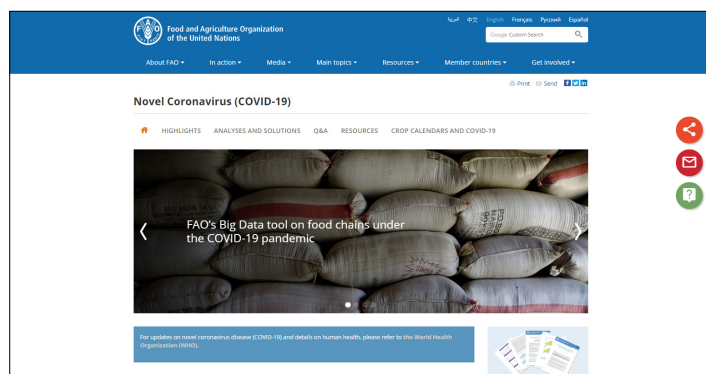 العربية 中文 English Français Русский Español
Food and Agriculture Organization
of the United Nations
Google Custom Search
About FAO In action Media Main topics Resources Member countries Get involved
Print Send
Novel Coronavirus (COVID-19)
HIGHLIGHTS ANALYSES AND SOLUTIONS Q&A RESOURCES CROP CALENDARS AND COVID-19
FAO's Big Data tool on food chains under
the COVID-19 pandemic
For updates on novel coronavirus disease (COVID-19) and details on human health, please refer to the World Health
Organization (WHO).